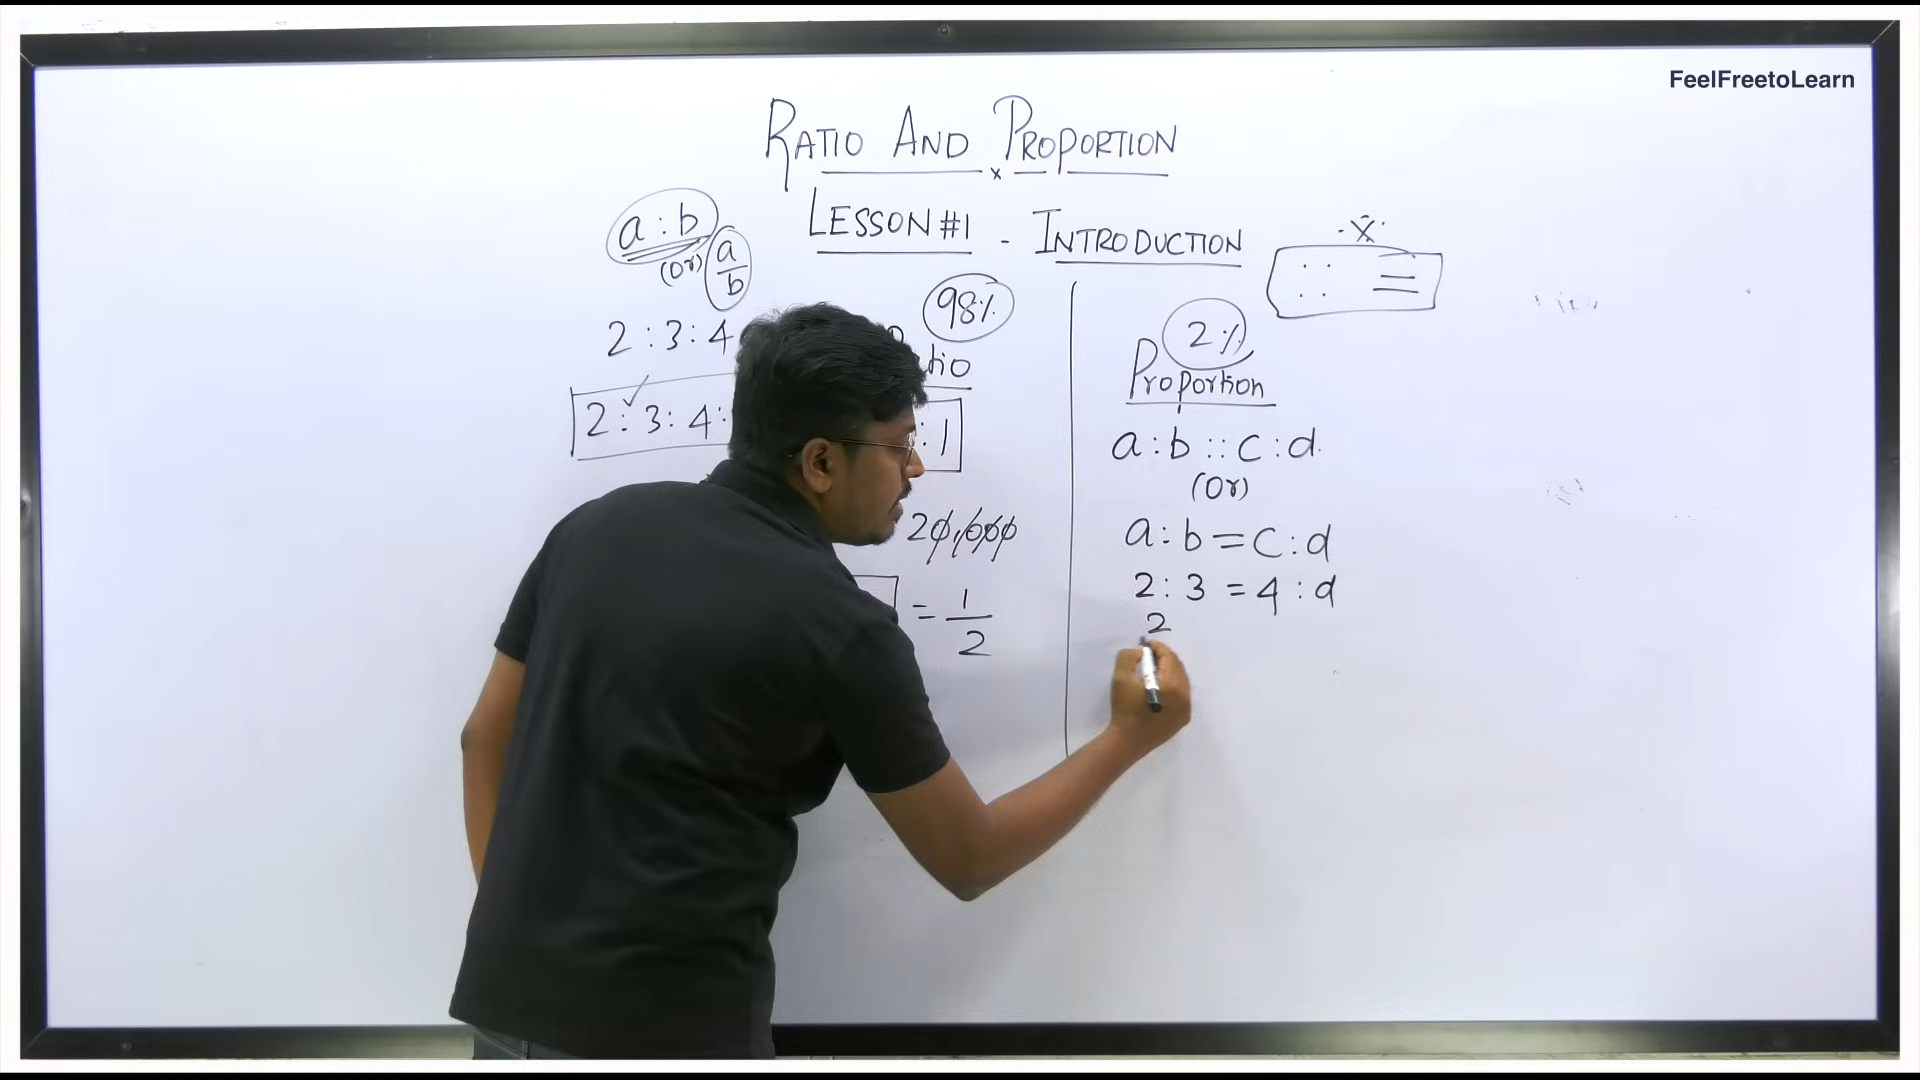 FeelFreetoLearn
RATIO AND PROPORTION
x
LESSON #1 - INTRODUCTION
a : b
(Or) a/b
2 : 3 : 4
2 : 3 : 4 :
98%
: 1
20,000
= 1/2
x
2%
Proportion
a : b :: c : d
(Or)
a : b = c : d
2 : 3 = 4 : d
2